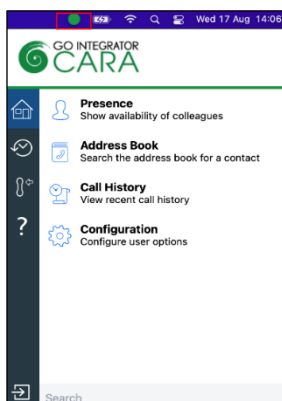 Wed 17 Aug 14:06
GO INTEGRATOR
CARA
Presence
Show availability of colleagues
Address Book
Search the address book for a contact
Call History
View recent call history
?
Configuration
Configure user options
Search